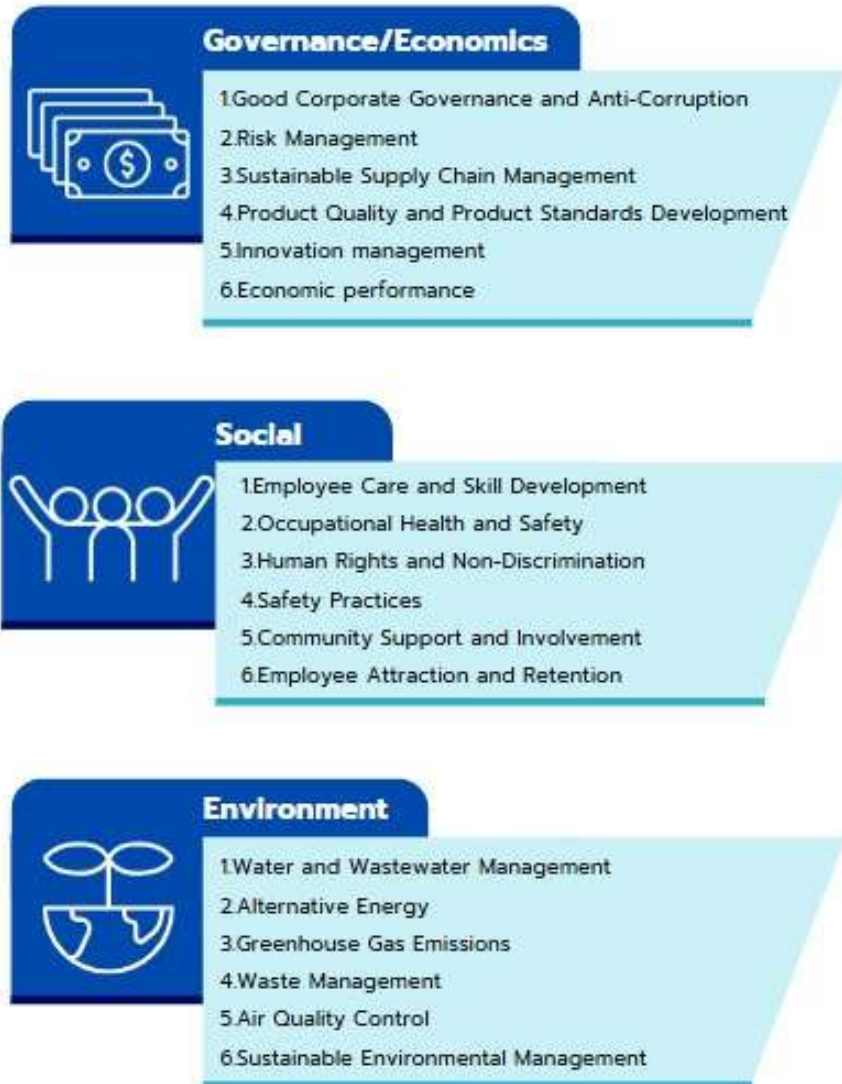 Governance/Economics
1.Good Corporate Governance and Anti-Corruption
2.Risk Management
3.Sustainable Supply Chain Management
4.Product Quality and Product Standards Development
5.Innovation management
6.Economic performance
Social
1.Employee Care and Skill Development
2.Occupational Health and Safety
3.Human Rights and Non-Discrimination
4.Safety Practices
5.Community Support and Involvement
6.Employee Attraction and Retention
Environment
1.Water and Wastewater Management
2.Alternative Energy
3.Greenhouse Gas Emissions
4.Waste Management
5.Air Quality Control
6.Sustainable Environmental Management